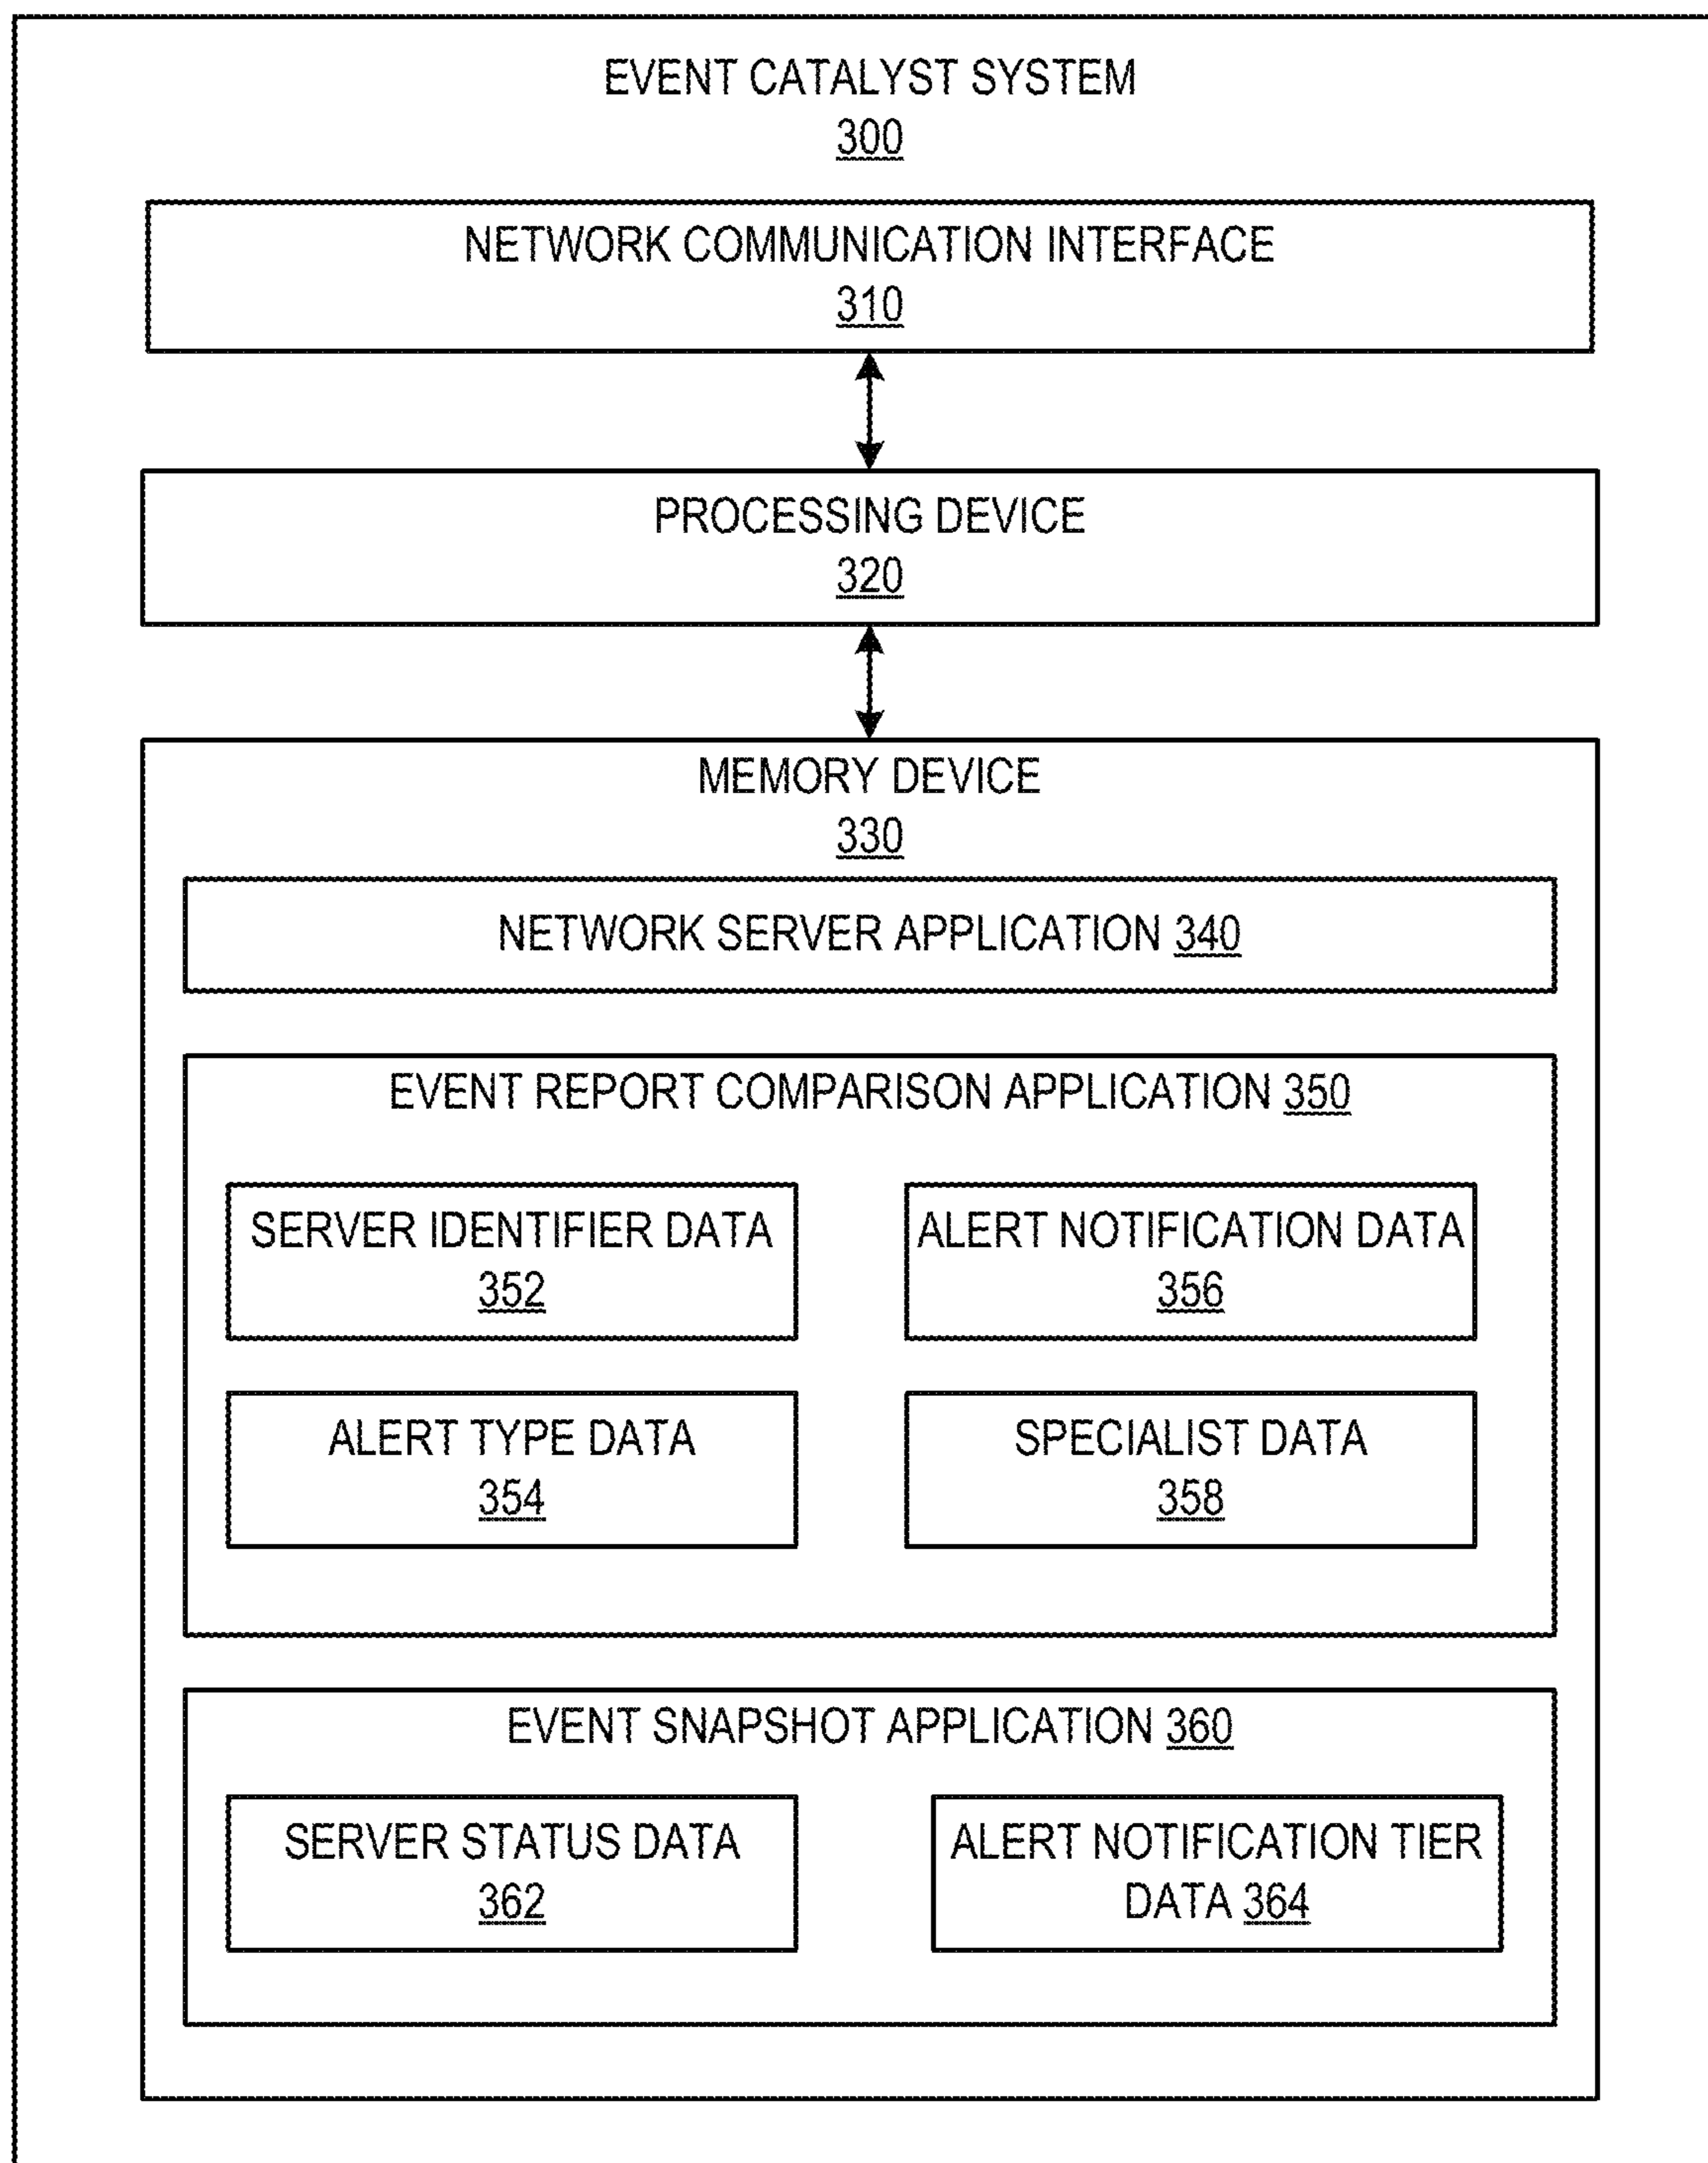 EVENT CATALYST SYSTEM
300
NETWORK COMMUNICATION INTERFACE
310
PROCESSING DEVICE
320
MEMORY DEVICE
330
NETWORK SERVER APPLICATION 340
EVENT REPORT COMPARISON APPLICATION 350
SERVER IDENTIFIER DATA
352
ALERT NOTIFICATION DATA
356
ALERT TYPE DATA
354
SPECIALIST DATA
358
EVENT SNAPSHOT APPLICATION 360
SERVER STATUS DATA
362
ALERT NOTIFICATION TIER
DATA 364